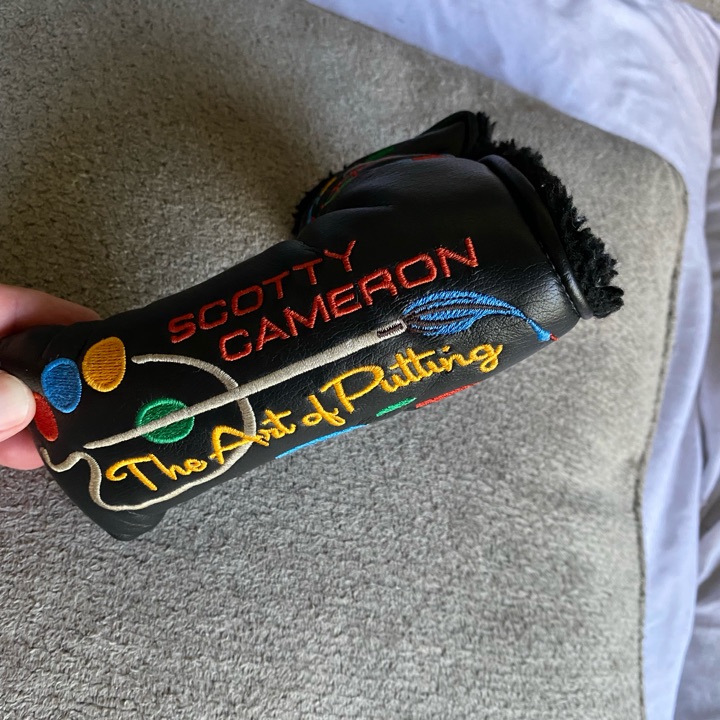 SCOTTY
CAMERON
The Art of Putting